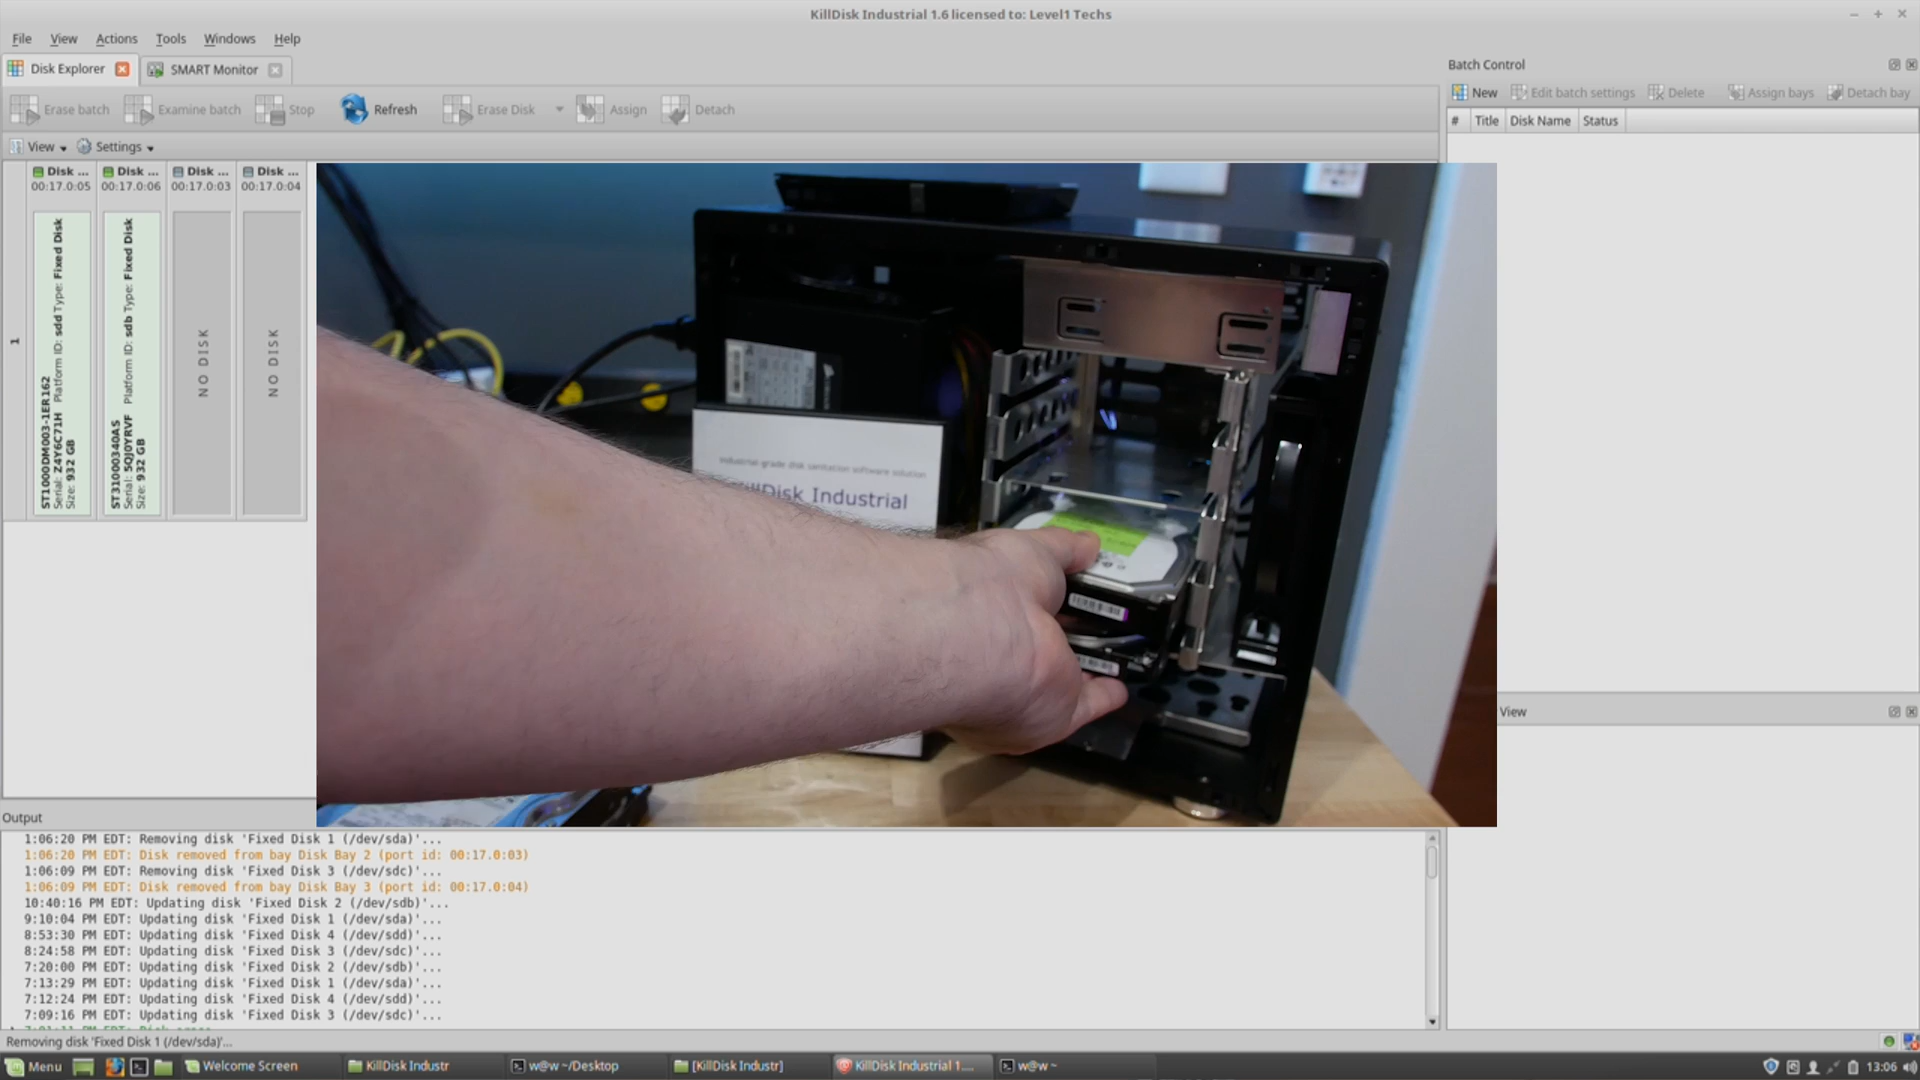 KillDisk Industrial 1.6 licensed to: Level1 Techs
File View Actions Tools Windows Help
Disk Explorer SMART Monitor
Erase batch Examine batch Stop Refresh Erase Disk Assign Detach
View Settings
Disk ... Disk ... Disk ... Disk ...
00:17.0:05 00:17.0:06 00:17.0:03 00:17.0:04
1
ST1000DM003-1ER162
Serial: Z4Y6C71H Platform ID: sdd Type: Fixed Disk
Size: 932 GB
ST31000340AS
Serial: 5QJ0YRVF Platform ID: sdb Type: Fixed Disk
Size: 932 GB
NO DISK
NO DISK
Industrial-grade disk sanitation software solution
Disk Industrial
Batch Control
New Edit batch settings Delete Assign bays Detach bay
# Title Disk Name Status
View
Output
1:06:20 PM EDT: Removing disk 'Fixed Disk 1 (/dev/sda)'...
1:06:20 PM EDT: Disk removed from bay Disk Bay 2 (port id: 00:17.0:03)
1:06:09 PM EDT: Removing disk 'Fixed Disk 3 (/dev/sdc)'...
1:06:09 PM EDT: Disk removed from bay Disk Bay 3 (port id: 00:17.0:04)
10:40:16 PM EDT: Updating disk 'Fixed Disk 2 (/dev/sdb)'...
9:10:04 PM EDT: Updating disk 'Fixed Disk 1 (/dev/sda)'...
8:53:30 PM EDT: Updating disk 'Fixed Disk 4 (/dev/sdd)'...
8:24:58 PM EDT: Updating disk 'Fixed Disk 3 (/dev/sdc)'...
7:20:00 PM EDT: Updating disk 'Fixed Disk 2 (/dev/sdb)'...
7:13:29 PM EDT: Updating disk 'Fixed Disk 1 (/dev/sda)'...
7:12:24 PM EDT: Updating disk 'Fixed Disk 4 (/dev/sdd)'...
7:09:16 PM EDT: Updating disk 'Fixed Disk 3 (/dev/sdc)'...
Removing disk 'Fixed Disk 1 (/dev/sda)'...
Menu Welcome Screen KillDisk Industr w@w ~/Desktop [KillDisk Industr] KillDisk Industrial 1.... w@w ~ 13:06